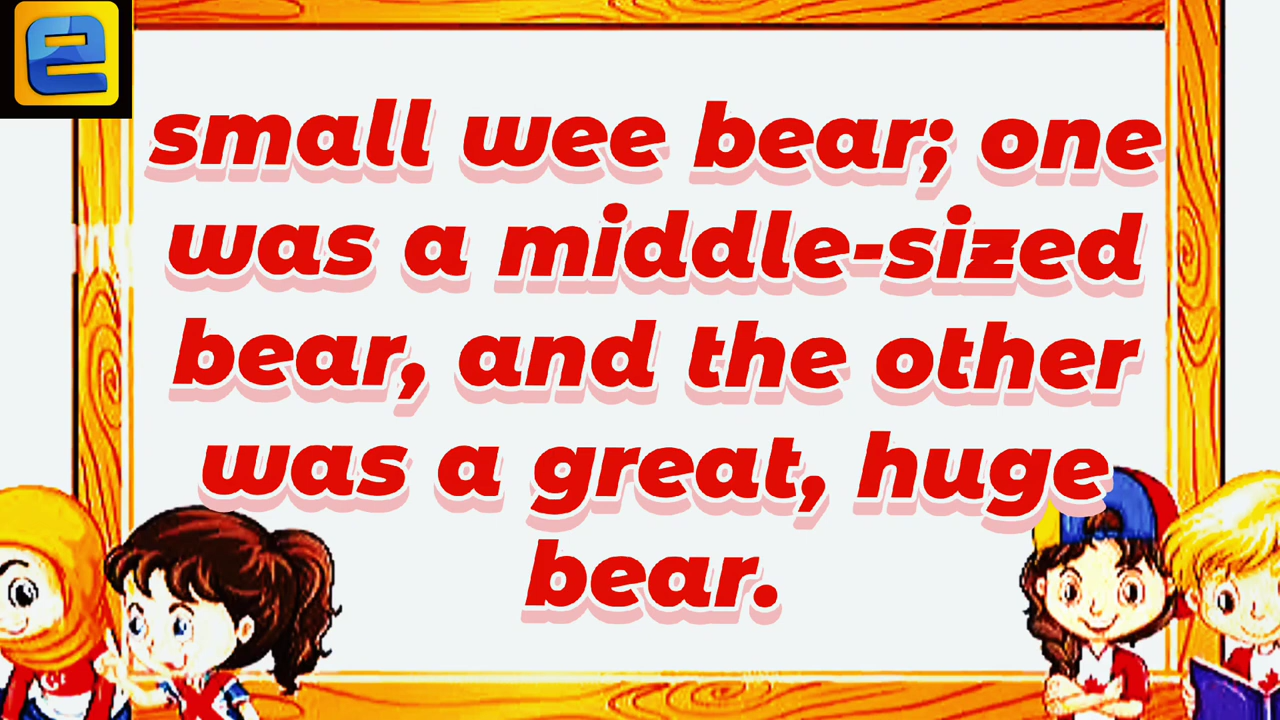 e
small wee bear; one
was a middle-sized
bear, and the other
was a great, huge
bear.